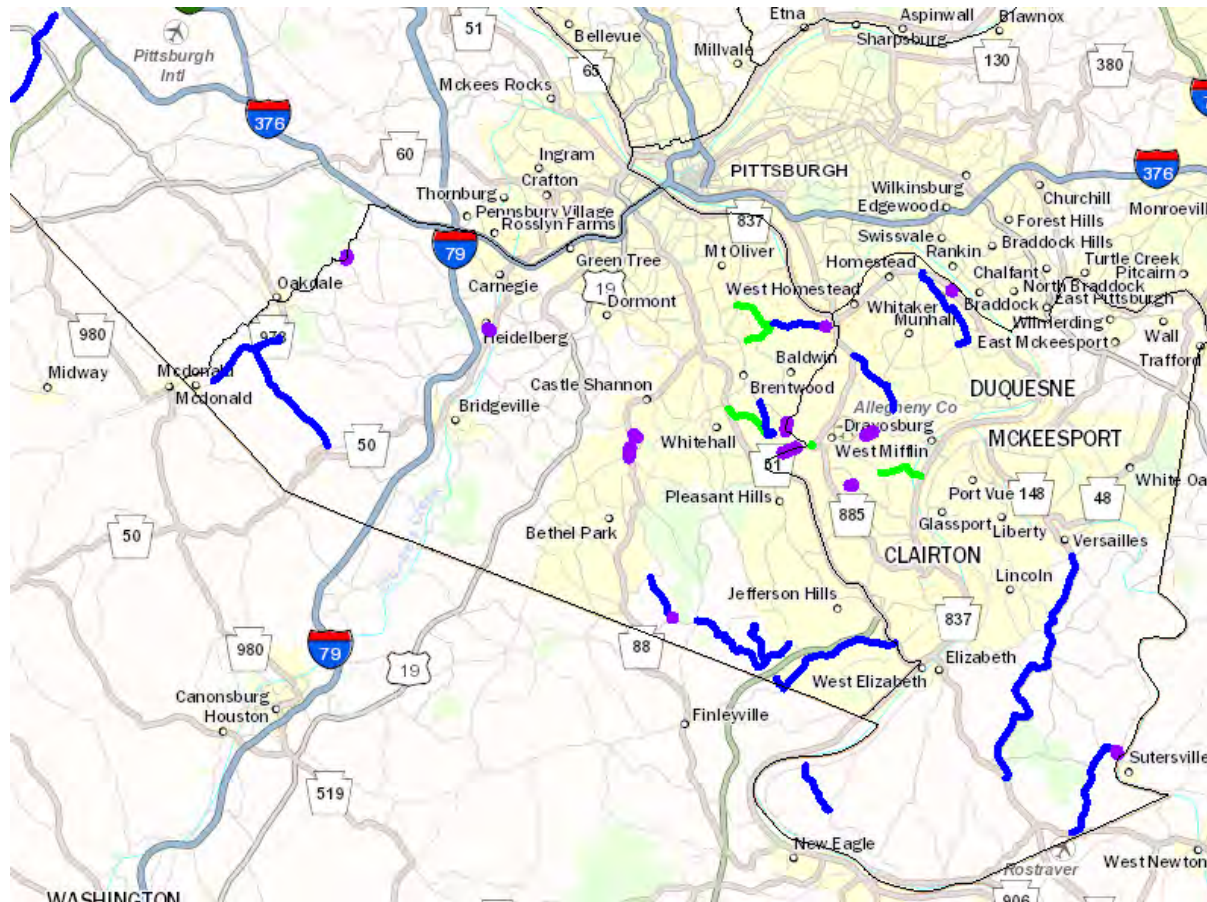 Etna
Aspinwall
Blawnox
51
Bellevue
Sharpsburg
Pittsburgh
Intl
Millvale
130
380
65
Mckees Rocks
376
60
Ingram
PITTSBURGH
376
Crafton
Wilkinsburg
Thornburg
Churchill
Edgewood
Pennsbury Village
837
Forest Hills
Monroevil
Rosslyn Farms
Swissvale
Braddock Hills
79
Green Tree
Mt Oliver
Homestead
Rankin
Turtle Creek
Carnegie
19
Chalfant
Pitcairn
Oakdale
West Homestead
North Braddock
Dormont
Whitaker
Braddock
East Pittsburgh
980
978
Heidelberg
Munhall
Wilmerding
Wall
East Mckeesport
Trafford
Baldwin
Midway
Mcdonald
Mcdonald
Castle Shannon
Brentwood
DUQUESNE
Allegheny Co
Bridgeville
Dravosburg
50
Whitehall
MCKEESPORT
West Mifflin
51
White Oa
Pleasant Hills
Port Vue
148
48
885
Glassport
Liberty
50
Bethel Park
Versailles
CLAIRTON
Lincoln
Jefferson Hills
837
980
79
88
19
Elizabeth
West Elizabeth
Canonsburg
Houston
Finleyville
Sutersville
519
New Eagle
West Newton
Rostraver
WASHINGTON
906